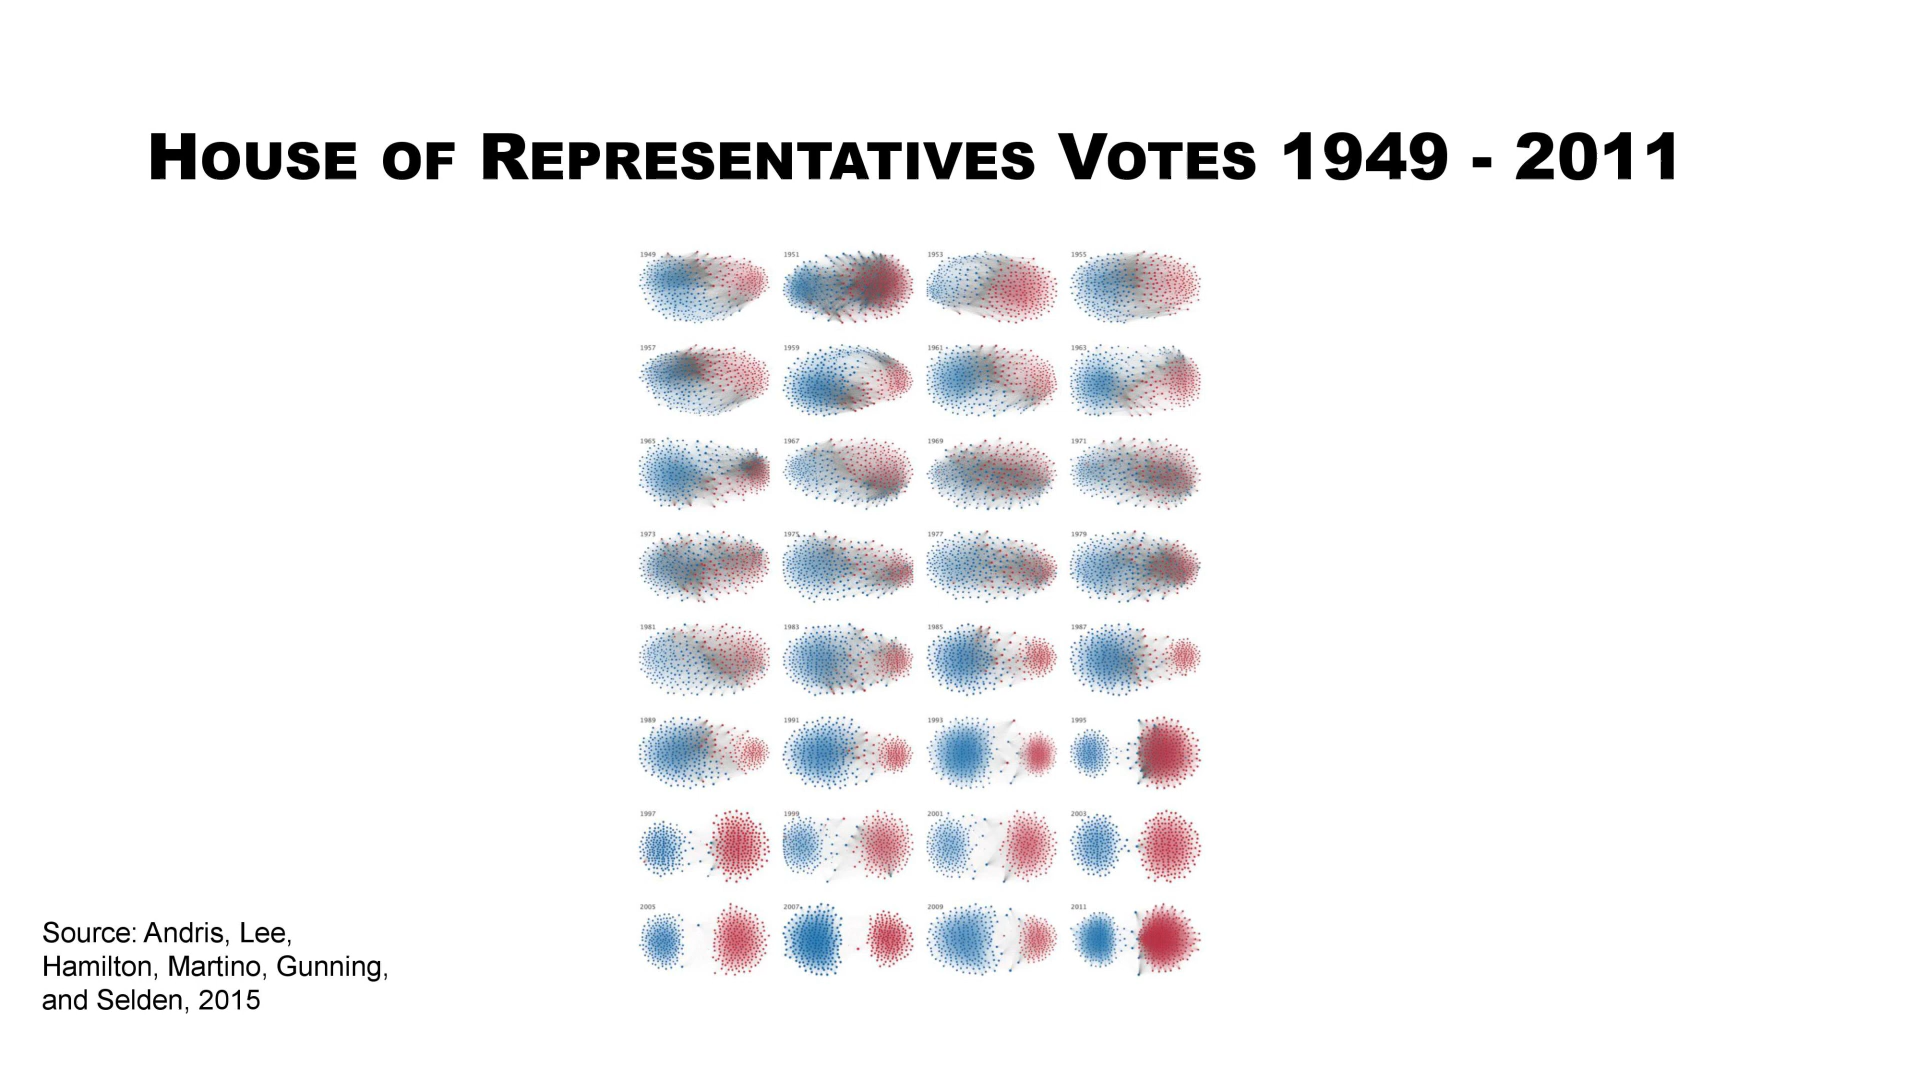 HOUSE OF REPRESENTATIVES VOTES 1949 - 2011
1949 1951 1953 1955
1957 1959 1961 1963
1965 1967 1969 1971
1973 1975 1977 1979
1981 1983 1985 1987
1989 1991 1993 1995
1997 1999 2001 2003
2005 2007 2009 2011
Source: Andris, Lee,
Hamilton, Martino, Gunning,
and Selden, 2015